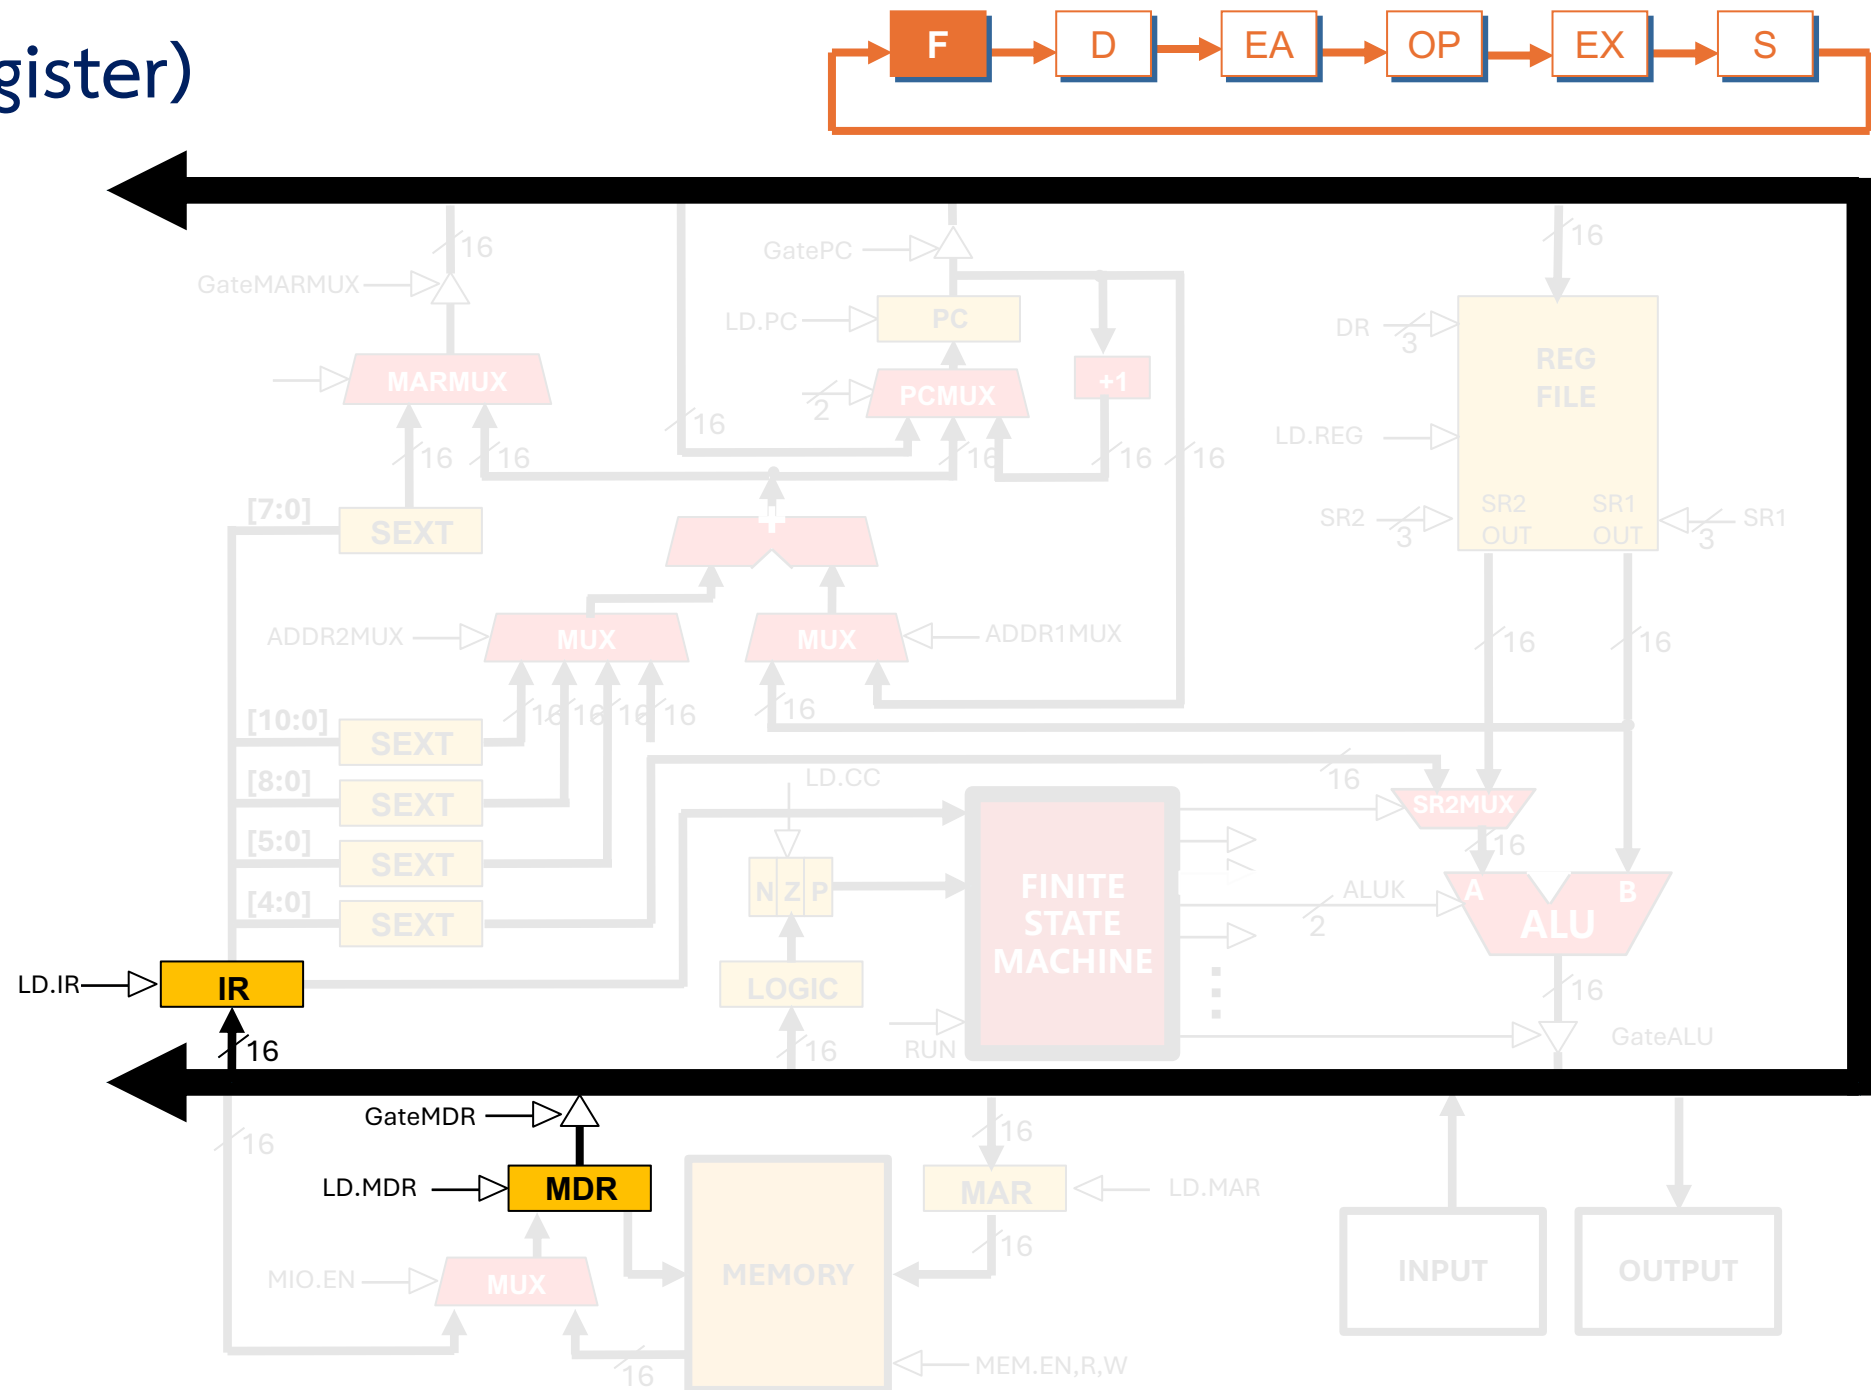 gister)
F D EA OP EX S
16
GatePC
16
GateMARMUX
LD.PC
PC
DR
3
REG
FILE
MARMUX
2
PCMUX
+1
16
LD.REG
16
16
16
16
16
[7:0]
SEXT
+
SR2
3
SR2
OUT
SR1
OUT
3
SR1
ADDR2MUX
MUX
MUX
ADDR1MUX
16
16
16
16
16
16
16
[10:0]
SEXT
[8:0]
SEXT
LD.CC
16
SR2MUX
[5:0]
SEXT
16
N Z P
FINITE
STATE
MACHINE
ALUK
2
A
B
ALU
[4:0]
SEXT
LD.IR
IR
LOGIC
16
16
16
RUN
GateALU
GateMDR
16
16
LD.MDR
MDR
MAR
LD.MAR
16
MIO.EN
MUX
MEMORY
INPUT
OUTPUT
16
MEM.EN,R,W